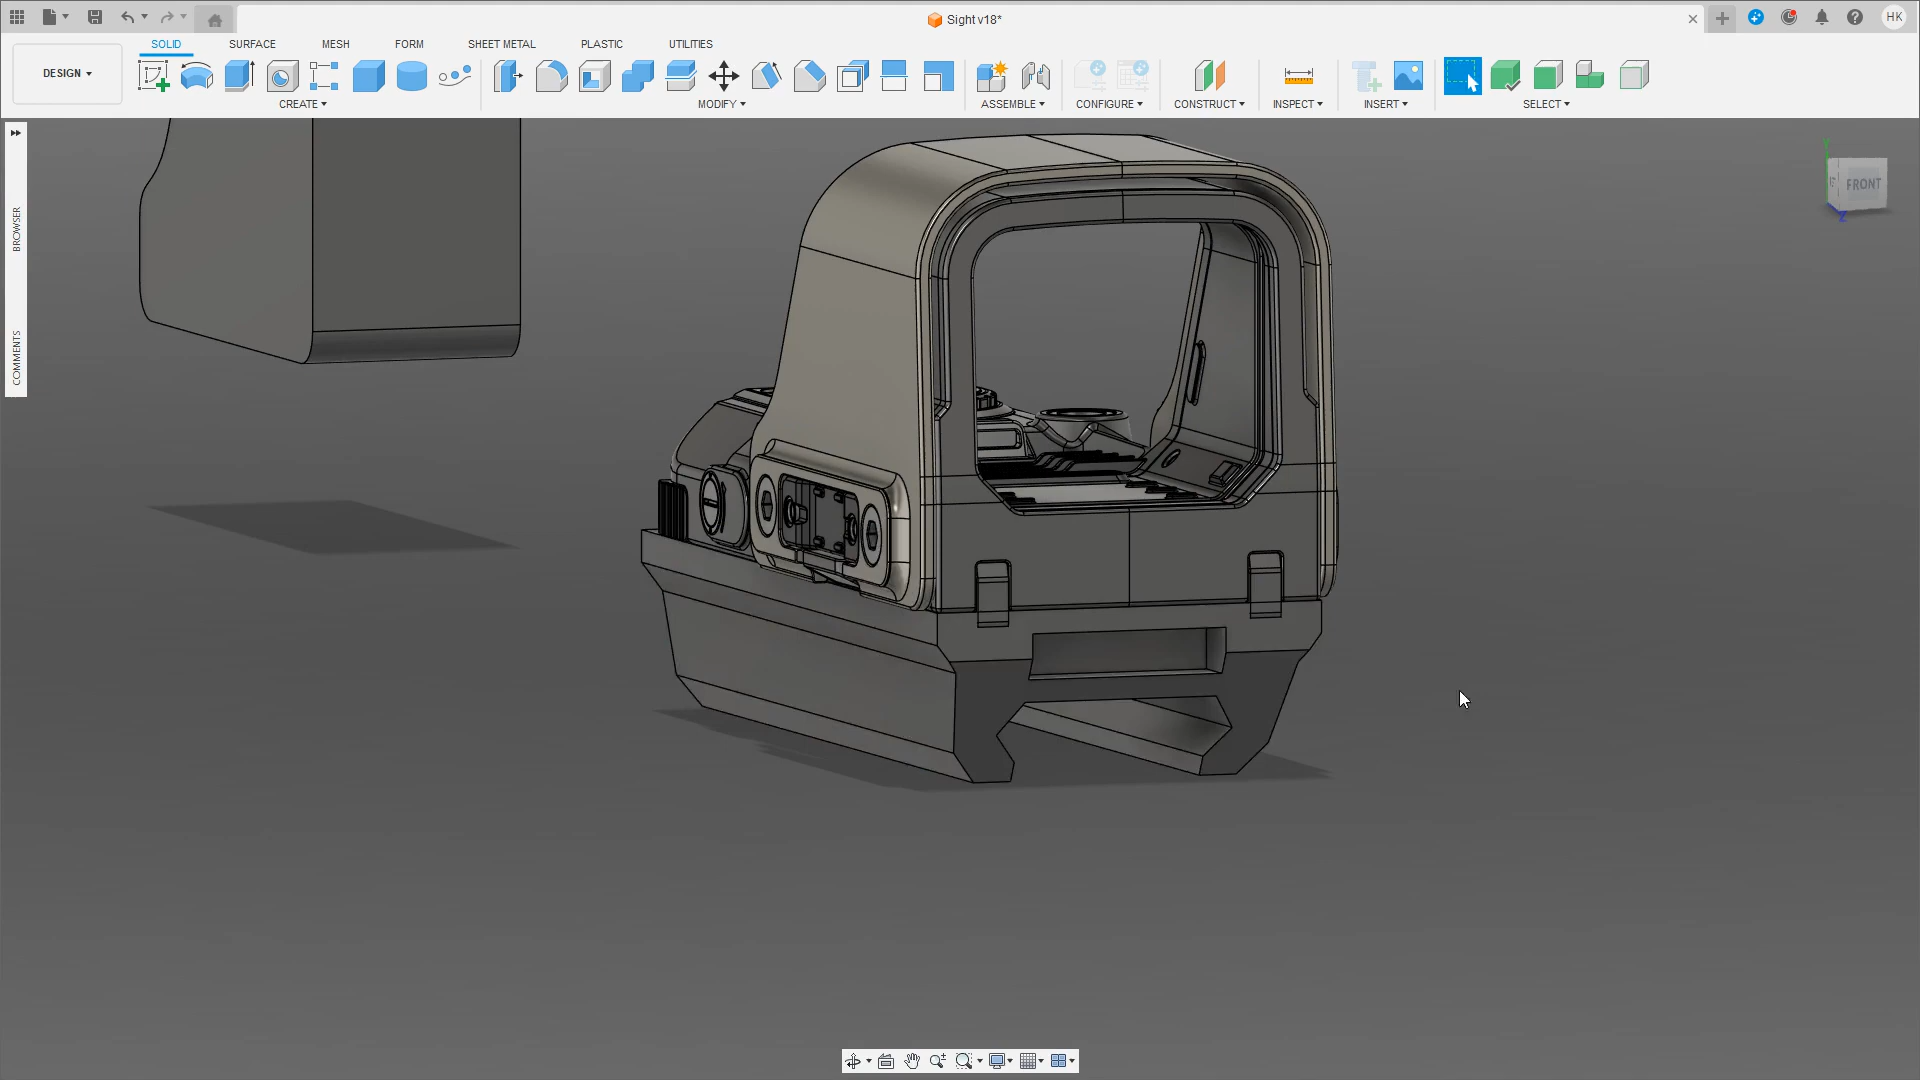 Sight v18*
HK
SOLID
SURFACE
MESH
FORM
SHEET METAL
PLASTIC
UTILITIES
DESIGN
CREATE
MODIFY
ASSEMBLE
CONFIGURE
CONSTRUCT
INSPECT
INSERT
SELECT
BROWSER
COMMENTS
Y
FRONT
Z